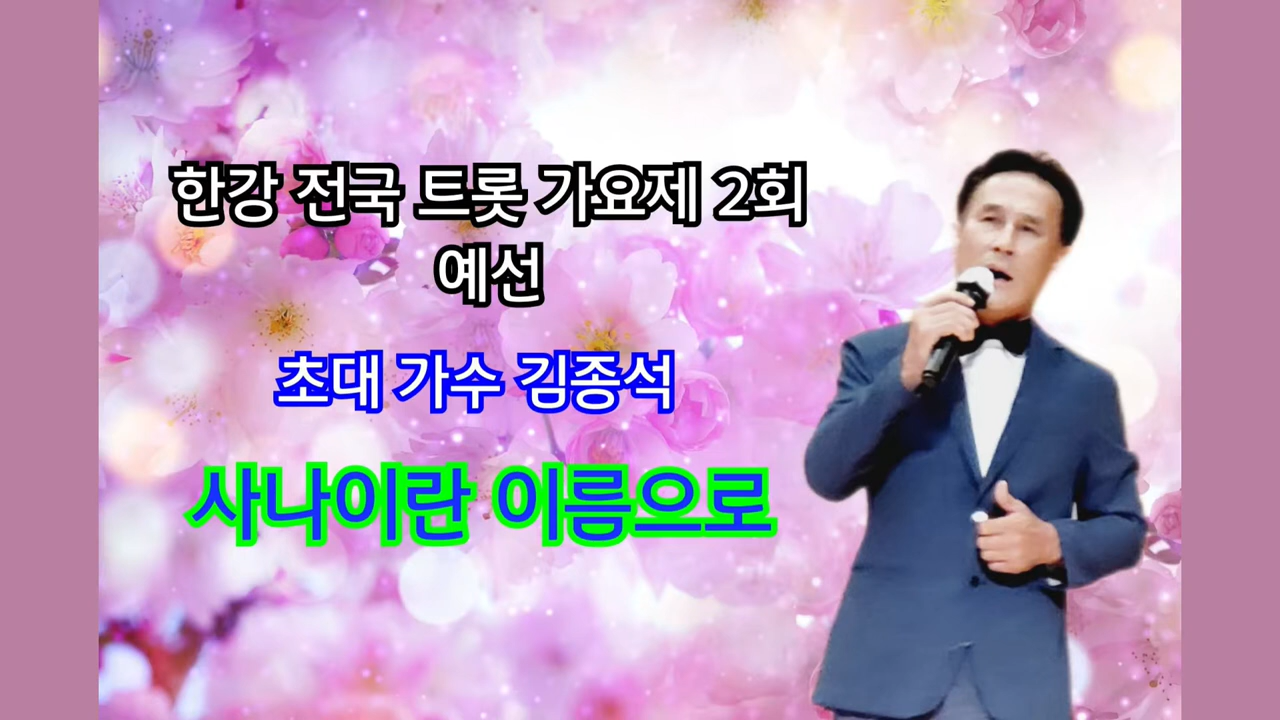 한강 전국 트롯 가요제 2회
예선
초대 가수 김종석
사나이란 이름으로